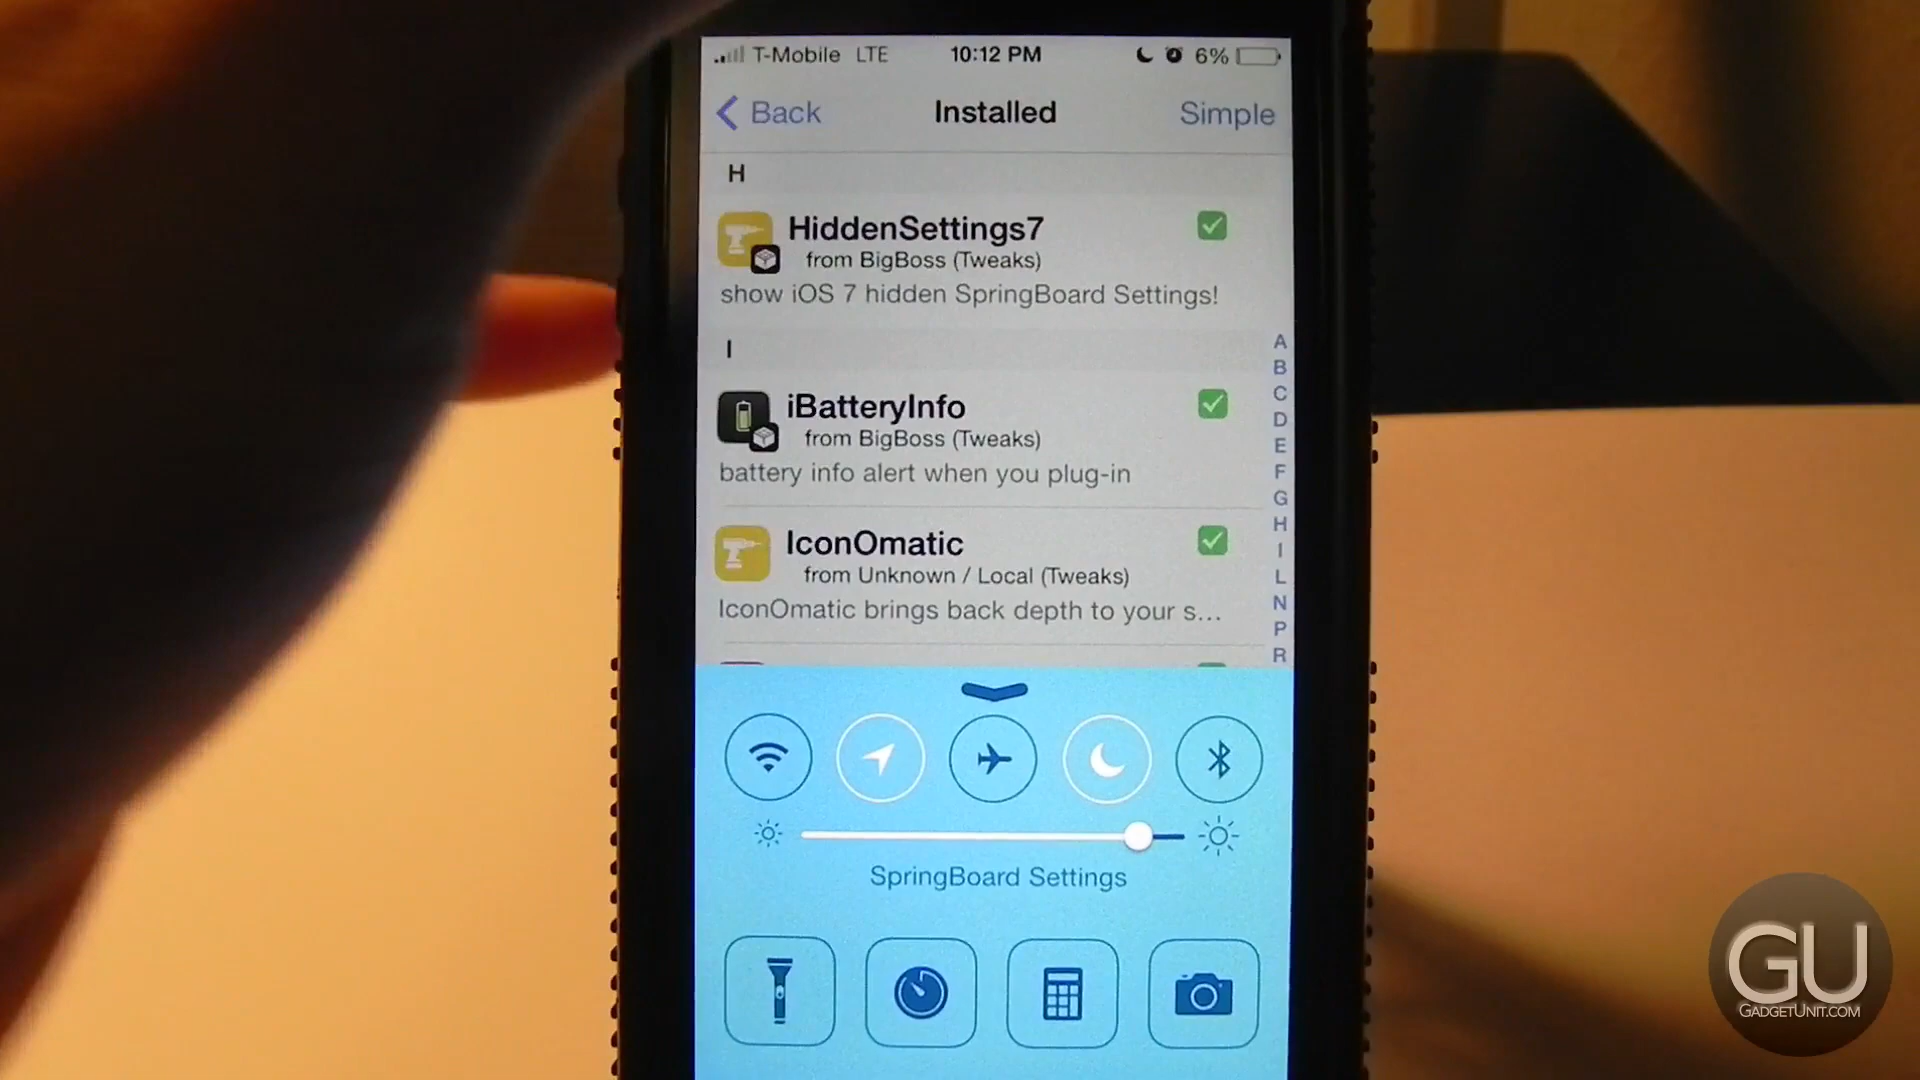 T-Mobile LTE 10:12 PM 6%
Back Installed Simple
H
HiddenSettings7
from BigBoss (Tweaks)
show iOS 7 hidden SpringBoard Settings!
I
iBatteryInfo
from BigBoss (Tweaks)
battery info alert when you plug-in
IconOmatic
from Unknown / Local (Tweaks)
IconOmatic brings back depth to your s...
A
B
C
D
E
F
G
H
I
L
N
P
R
SpringBoard Settings
GU
GADGETUNIT.COM